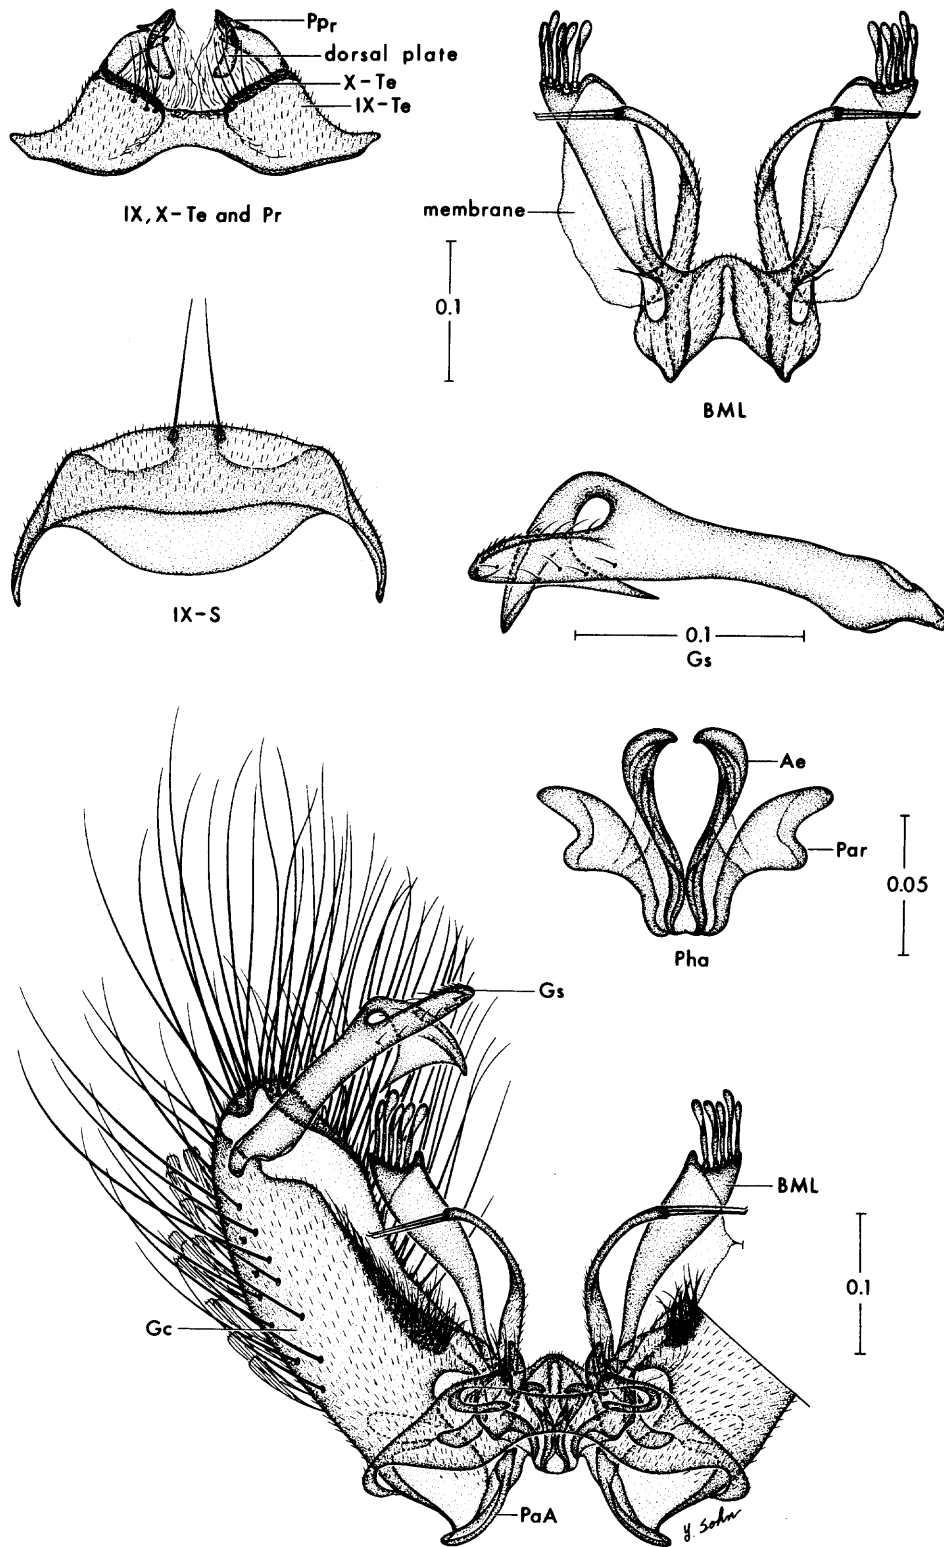 Ppr
dorsal plate
X-Te
IX-Te
IX, X-Te and Pr
membrane
0.1
BML
IX-S
0.1
Gs
Ae
Par
0.05
Pha
Gs
BML
0.1
Gc
PaA
Y. Sohn